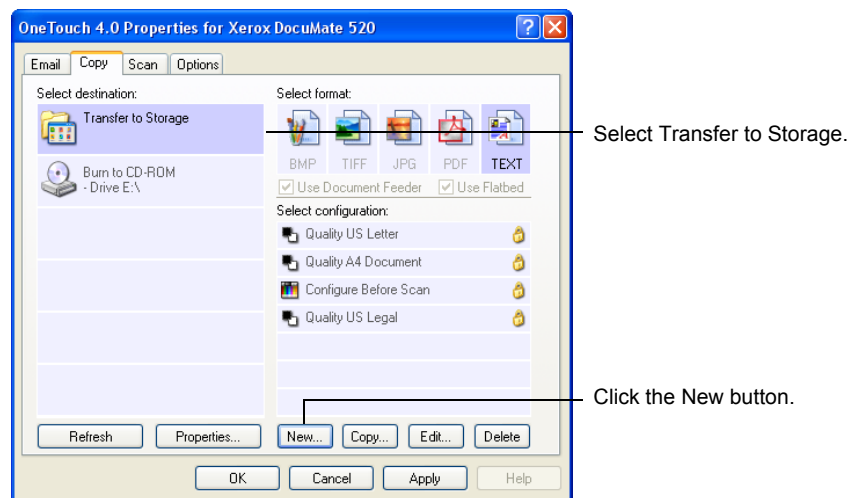 OneTouch 4.0 Properties for Xerox DocuMate 520
Email Copy Scan Options
Select destination:
Transfer to Storage
Burn to CD-ROM
- Drive E:\
Select format:
BMP TIFF JPG PDF TEXT
Use Document Feeder Use Flatbed
Select configuration:
Quality US Letter
Quality A4 Document
Configure Before Scan
Quality US Legal
Refresh Properties... New... Copy... Edit... Delete
OK Cancel Apply Help
Select Transfer to Storage.
Click the New button.